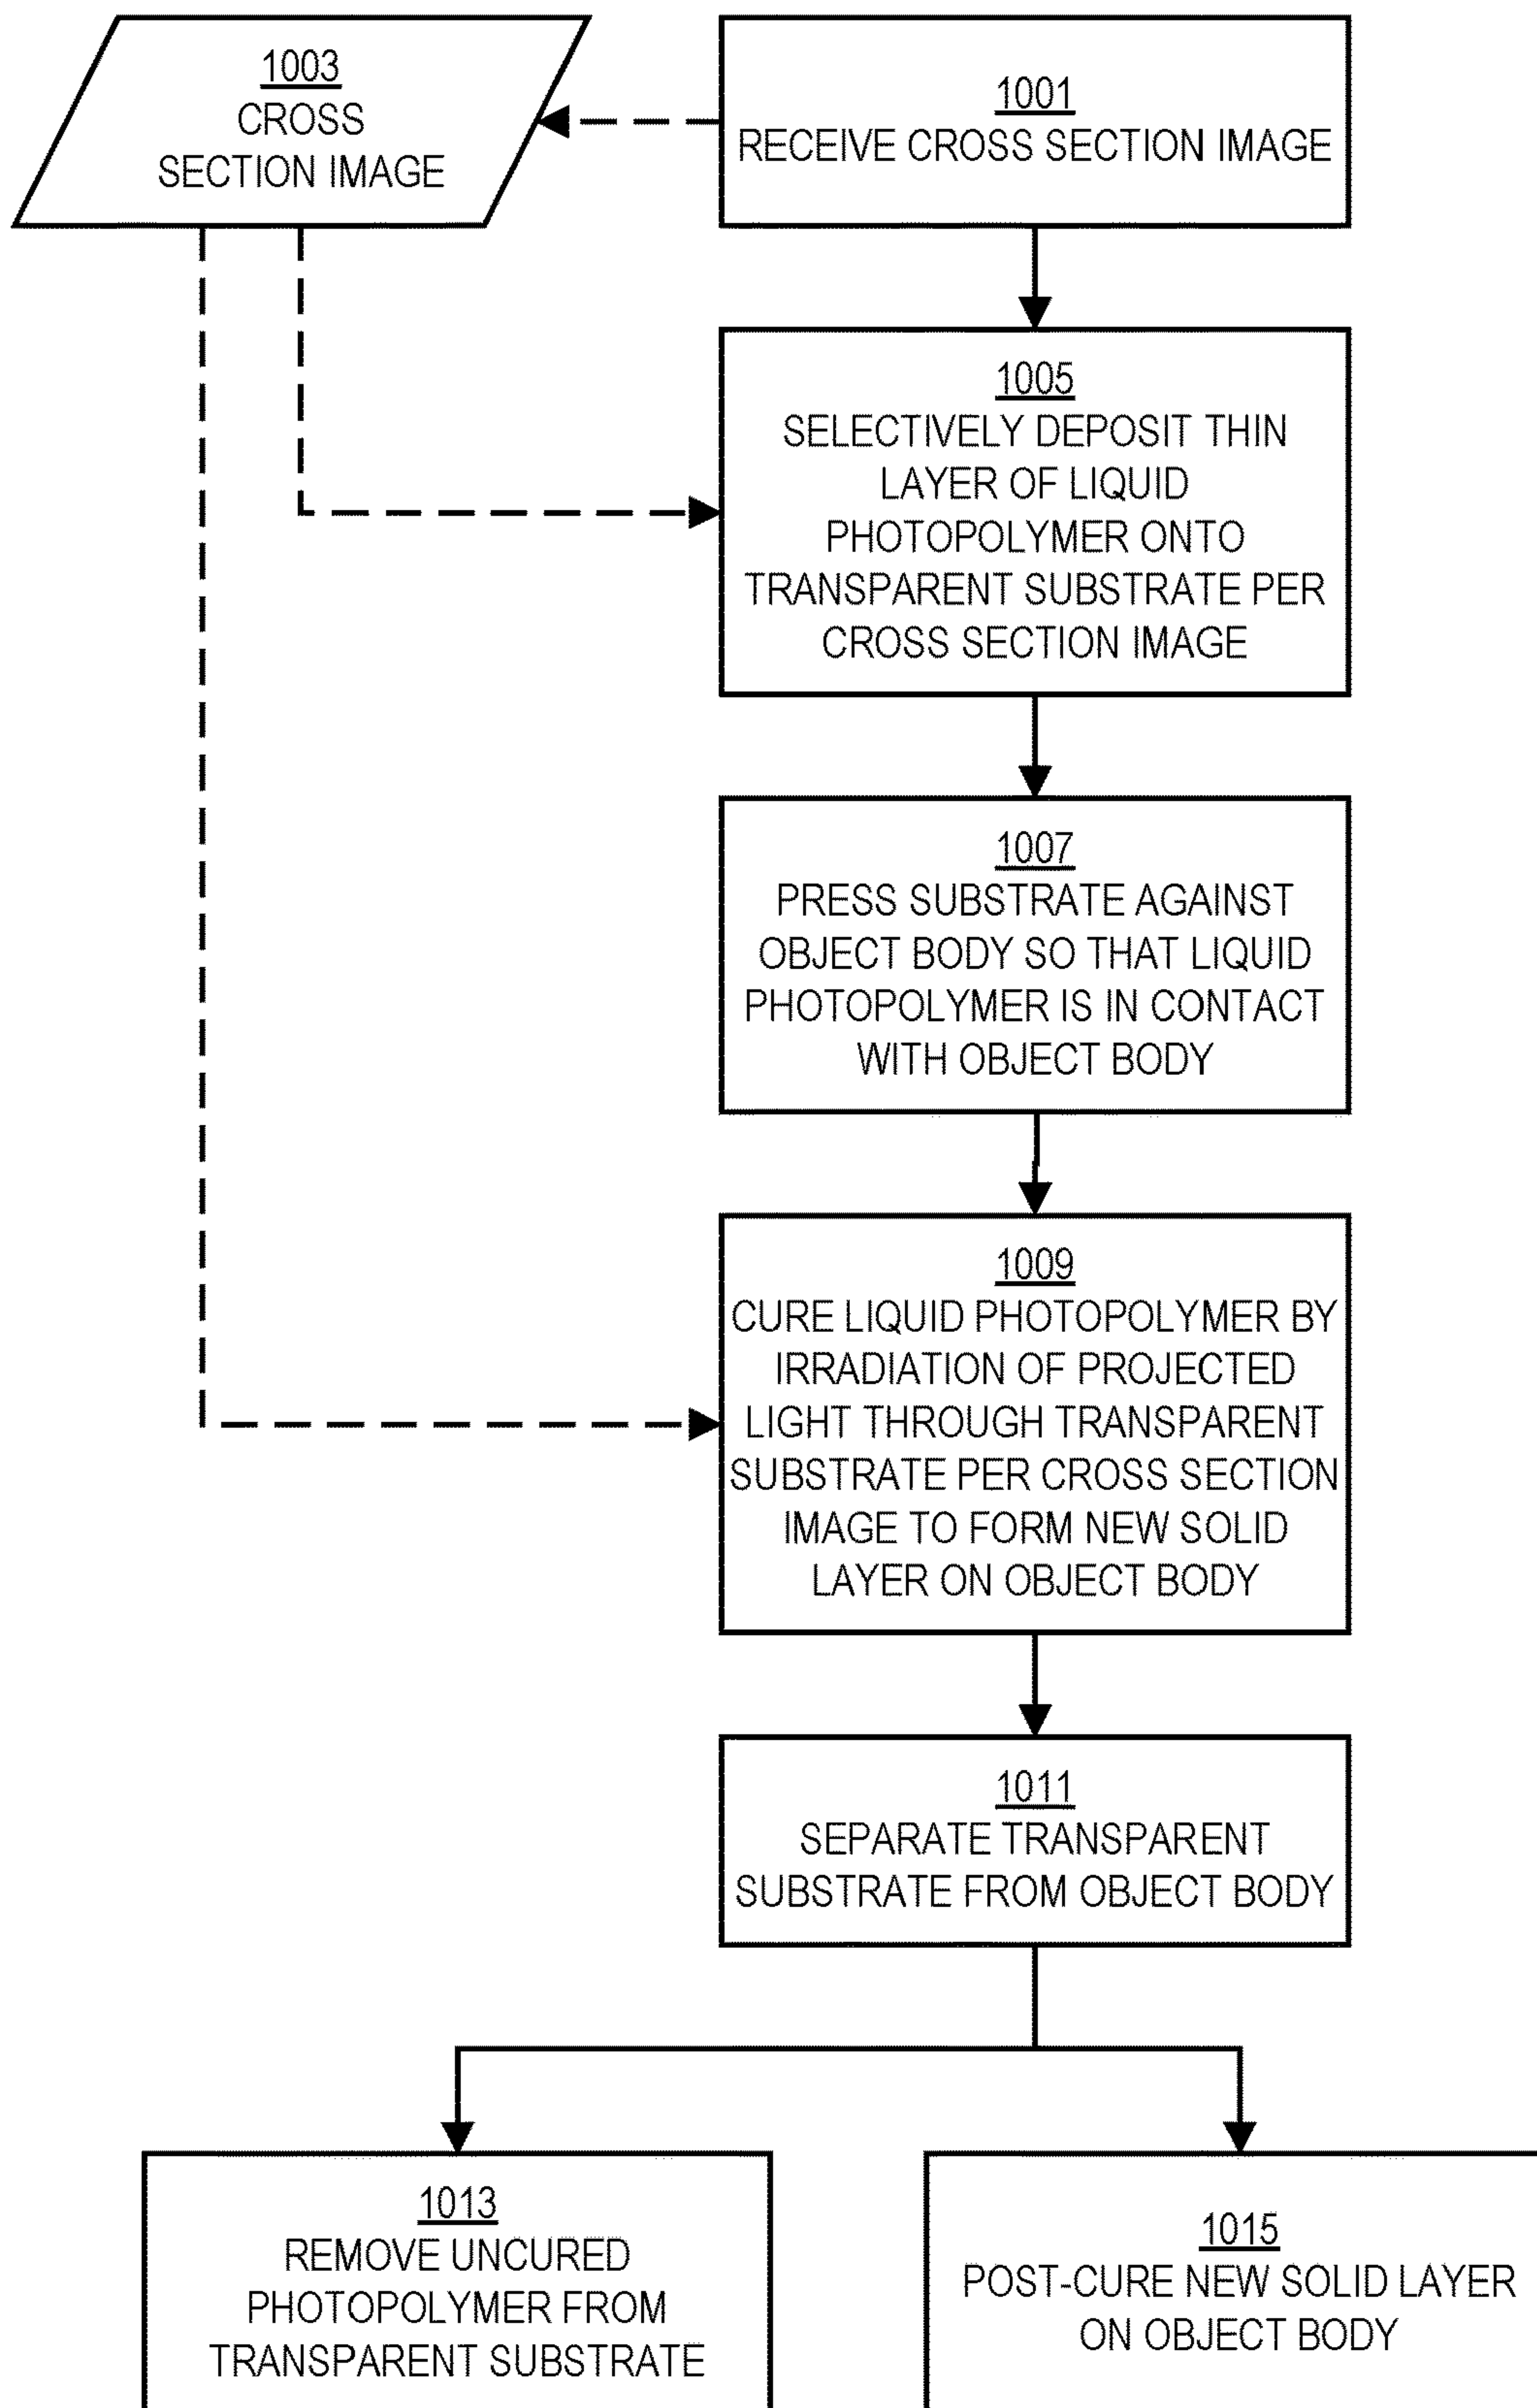 1003
CROSS
SECTION IMAGE
1001
RECEIVE CROSS SECTION IMAGE
1005
SELECTIVELY DEPOSIT THIN
LAYER OF LIQUID
PHOTOPOLYMER ONTO
TRANSPARENT SUBSTRATE PER
CROSS SECTION IMAGE
1007
PRESS SUBSTRATE AGAINST
OBJECT BODY SO THAT LIQUID
PHOTOPOLYMER IS IN CONTACT
WITH OBJECT BODY
1009
CURE LIQUID PHOTOPOLYMER BY
IRRADIATION OF PROJECTED
LIGHT THROUGH TRANSPARENT
SUBSTRATE PER CROSS SECTION
IMAGE TO FORM NEW SOLID
LAYER ON OBJECT BODY
1011
SEPARATE TRANSPARENT
SUBSTRATE FROM OBJECT BODY
1013
REMOVE UNCURED
PHOTOPOLYMER FROM
TRANSPARENT SUBSTRATE
1015
POST-CURE NEW SOLID LAYER
ON OBJECT BODY